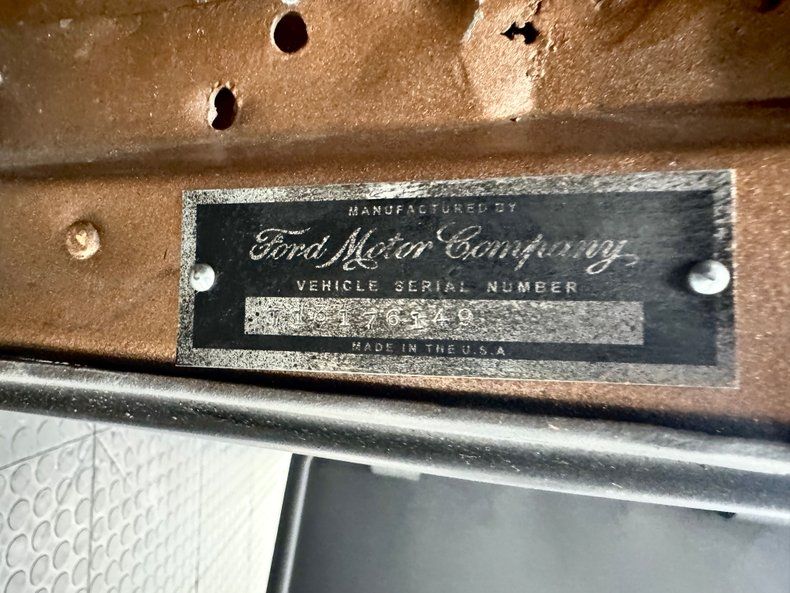 MANUFACTURED BY
Ford Motor Company
VEHICLE SERIAL NUMBER
MADE IN THE U.S.A